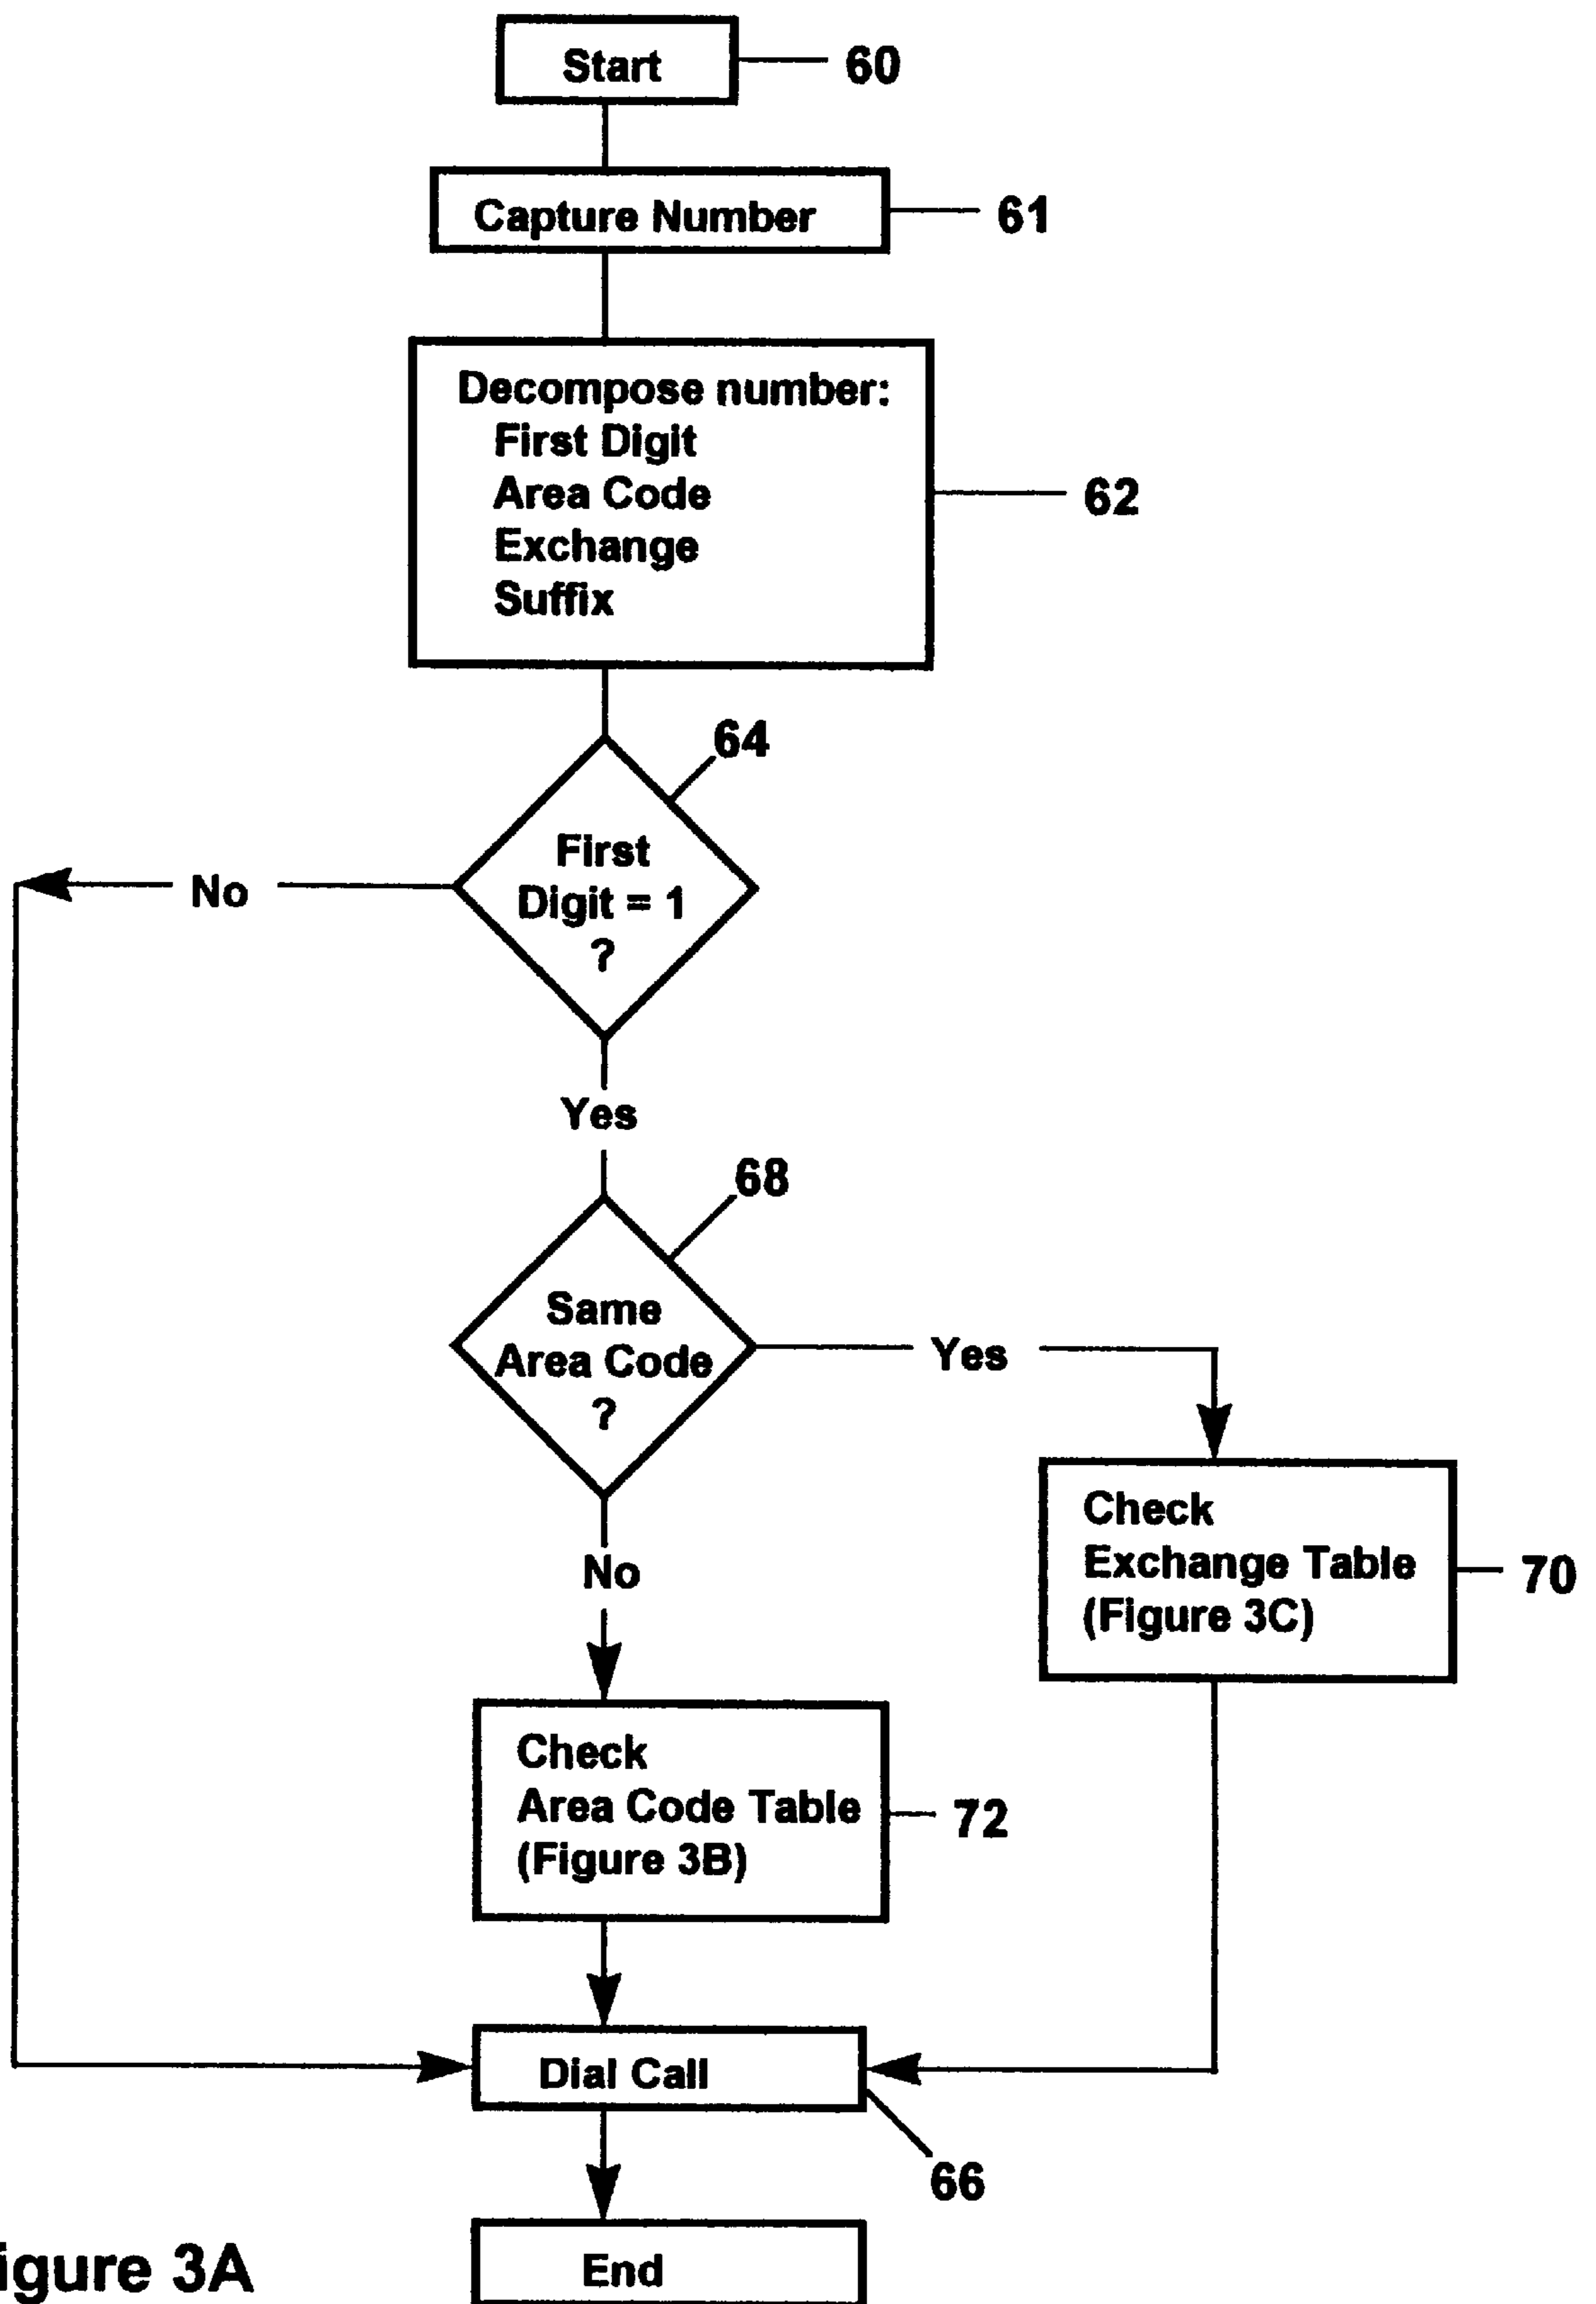 Start
60
Capture Number
61
Decompose number:
First Digit
Area Code
Exchange
Suffix
62
64
First
Digit = 1
?
No
Yes
68
Same
Area Code
?
Yes
No
Check
Exchange Table
(Figure 3C)
70
Check
Area Code Table
(Figure 3B)
72
Dial Call
66
End
igure 3A